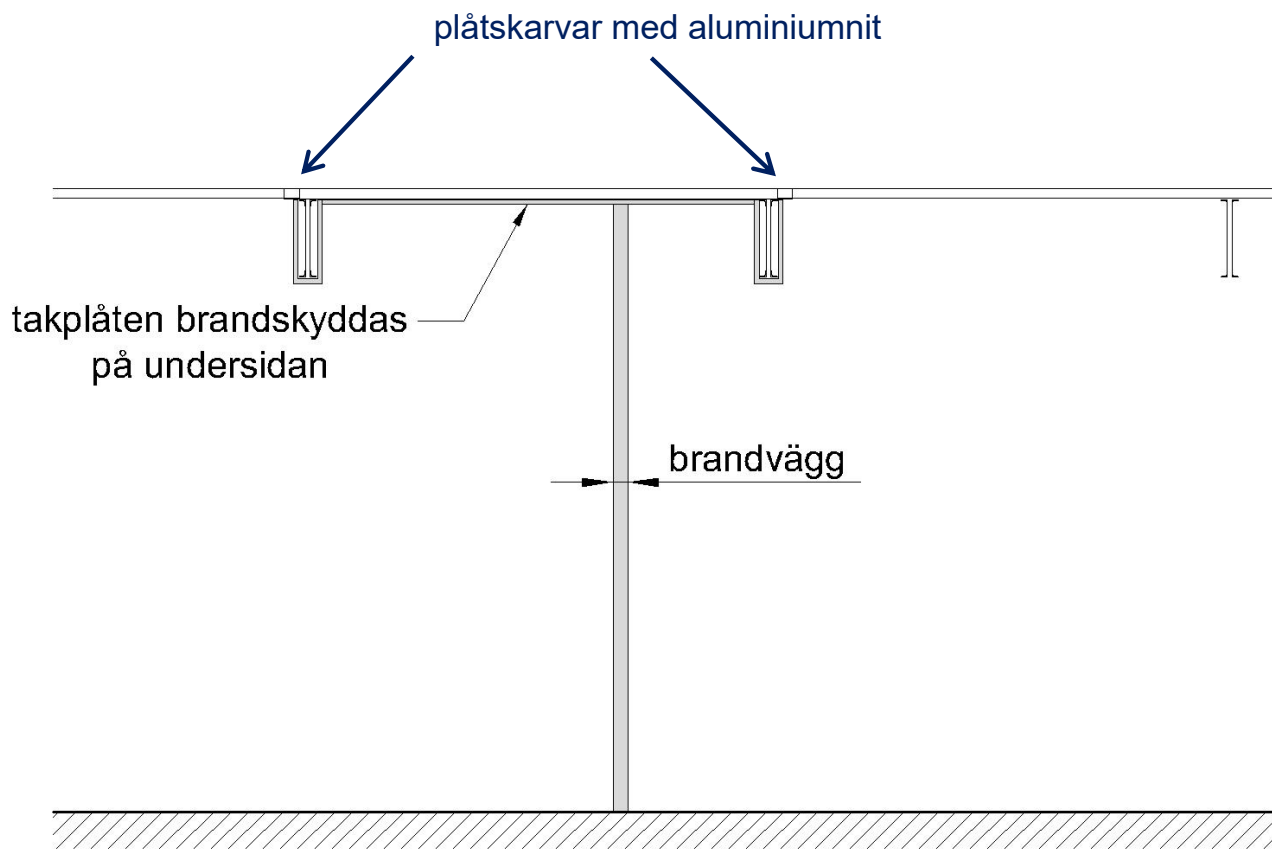 plåtskarvar med aluminiumnit
takplåten brandskyddas
på undersidan
brandvägg